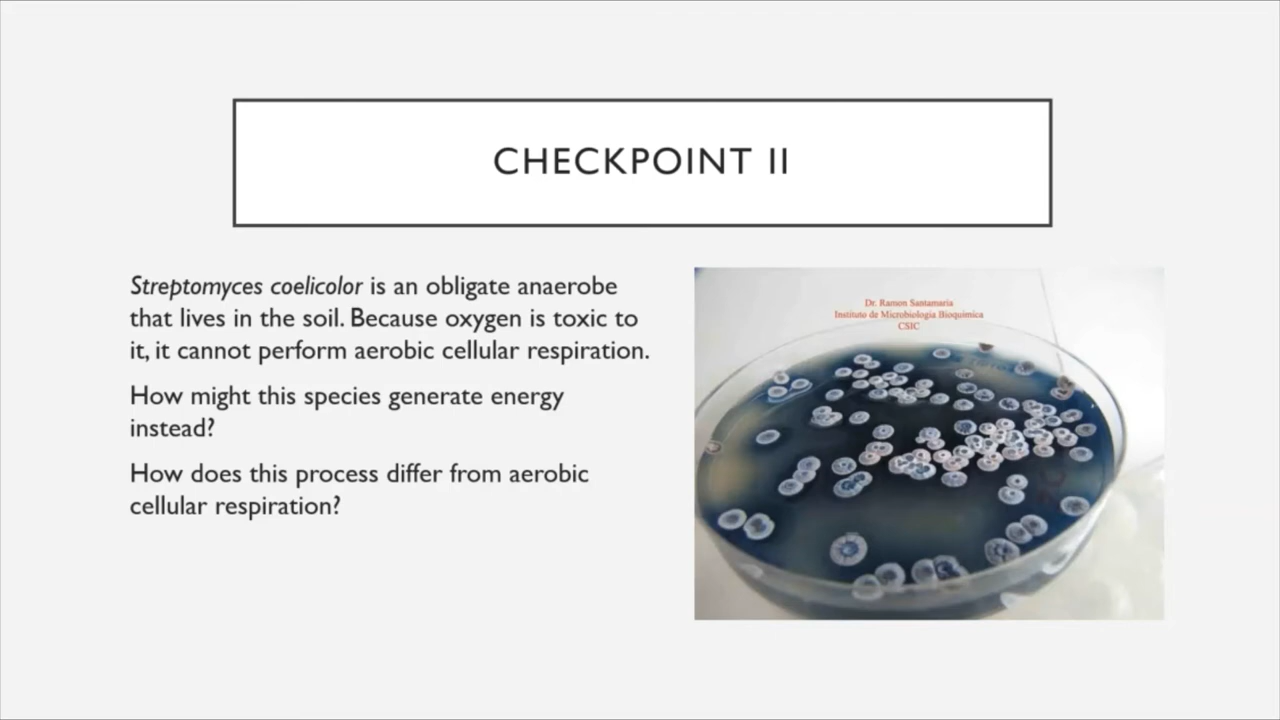 CHECKPOINT II
Streptomyces coelicolor is an obligate anaerobe
that lives in the soil. Because oxygen is toxic to
it, it cannot perform aerobic cellular respiration.
How might this species generate energy
instead?
How does this process differ from aerobic
cellular respiration?
Dr. Ramon Santamaria
Instituto de Microbiologia Bioquimica
CSIC